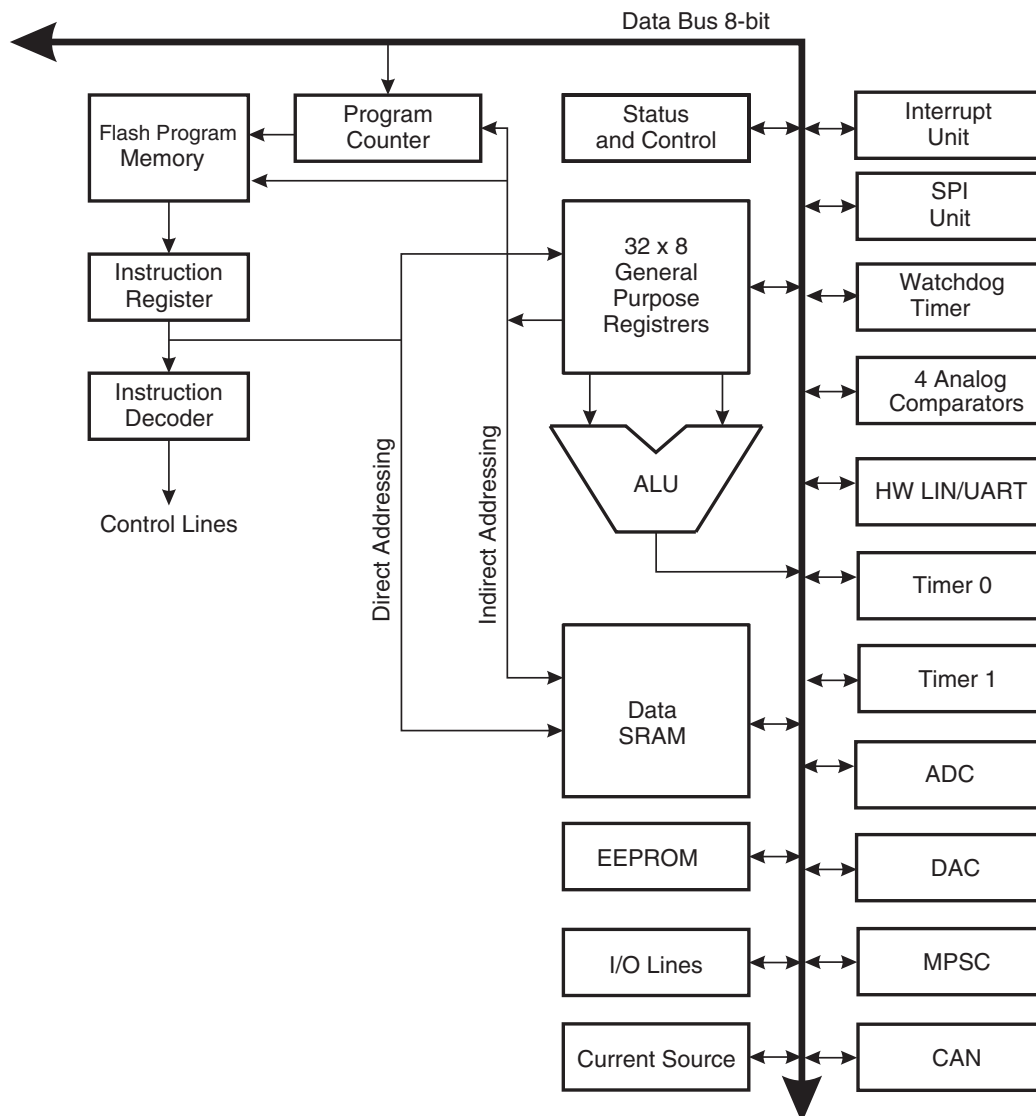 Data Bus 8-bit
Flash Program
Memory
Program
Counter
Status
and Control
Interrupt
Unit
SPI
Unit
Instruction
Register
32 x 8
General
Purpose
Registrers
Watchdog
Timer
Instruction
Decoder
4 Analog
Comparators
Direct Addressing
Indirect Addressing
ALU
HW LIN/UART
Control Lines
Timer 0
Timer 1
Data
SRAM
ADC
EEPROM
DAC
I/O Lines
MPSC
Current Source
CAN